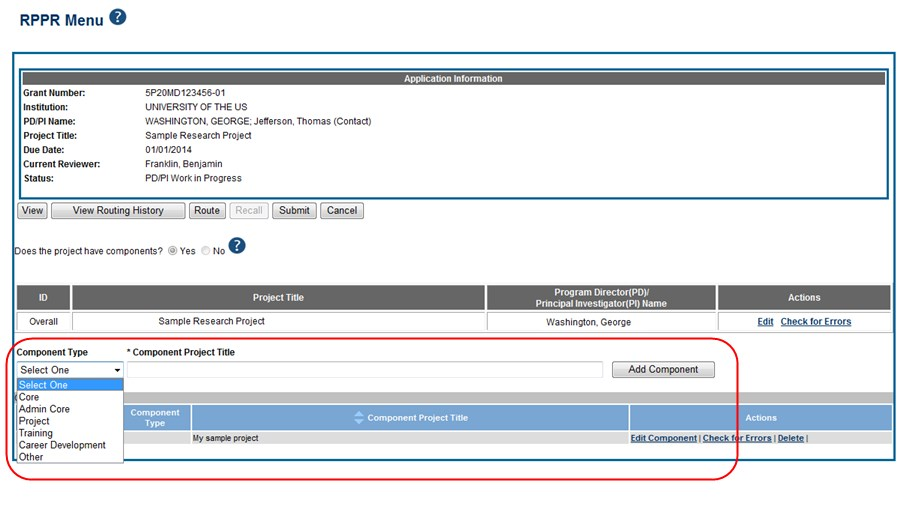 RPPR Menu ?
Application Information
Grant Number: 5P20MD123456-01
Institution: UNIVERSITY OF THE US
PD/PI Name: WASHINGTON, GEORGE; Jefferson, Thomas (Contact)
Project Title: Sample Research Project
Due Date: 01/01/2014
Current Reviewer: Franklin, Benjamin
Status: PD/PI Work in Progress
View View Routing History Route Recall Submit Cancel
Does the project have components? Yes No ?
ID Project Title Program Director(PD)/ Principal Investigator(PI) Name Actions
Overall Sample Research Project Washington, George Edit Check for Errors
Component Type * Component Project Title
Select One Add Component
Select One
Core
Admin Core
Project
Training
Career Development
Other
Component Type Component Project Title Actions
My sample project Edit Component | Check for Errors | Delete |